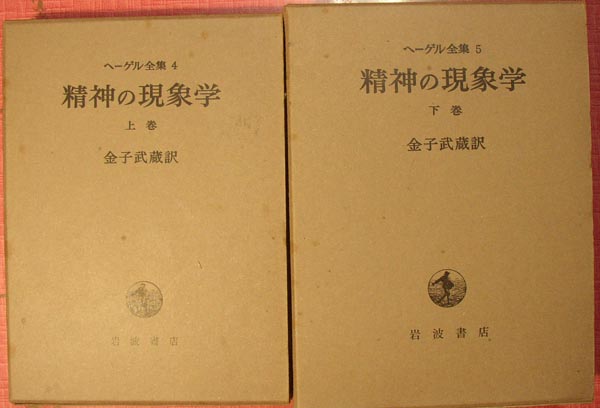 ヘーゲル全集 4
精神の現象学
上巻
金子武蔵訳
岩波書店
ヘーゲル全集 5
精神の現象学
下巻
金子武蔵訳
岩波書店